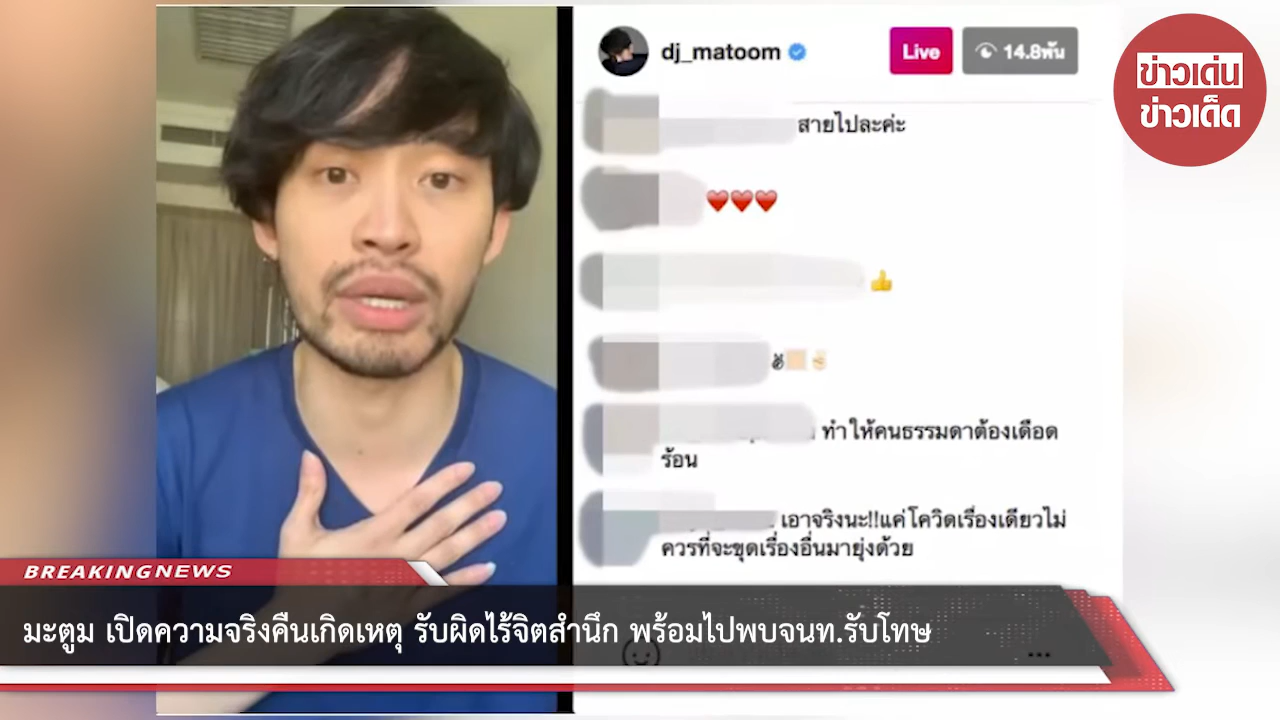 dj_matoom
Live
14.8พัน
ข่าวเด่น
ข่าวเด็ด
สายไปละค่ะ
ทำให้คนธรรมดาต้องเดือด
ร้อน
เอาจริงนะ!!แค่โควิดเรื่องเดียวไม่
ควรที่จะขุดเรื่องอื่นมายุ่งด้วย
BREAKINGNEWS
มะตูม เปิดความจริงคืนเกิดเหตุ รับผิดไร้จิตสำนึก พร้อมไปพบจนท.รับโทษ